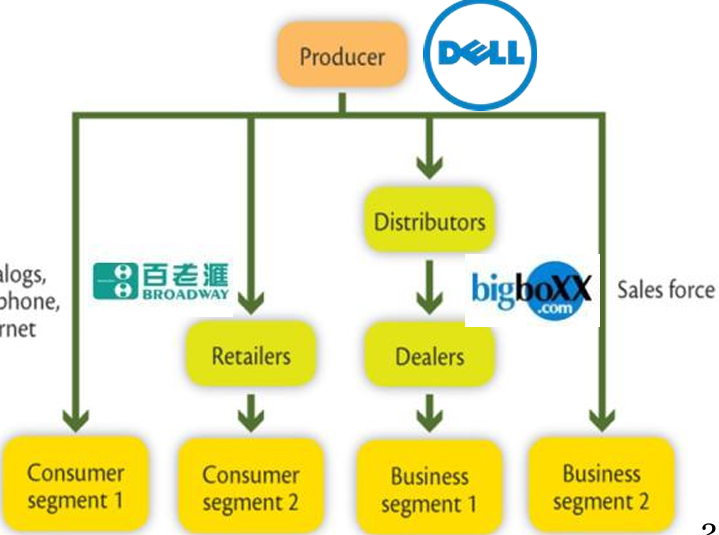 Producer
DELL
Distributors
alogs,
phone,
rnet
百老滙
BROADWAY
bigboXX
.com
Sales force
Retailers
Dealers
Consumer
segment 1
Consumer
segment 2
Business
segment 1
Business
segment 2